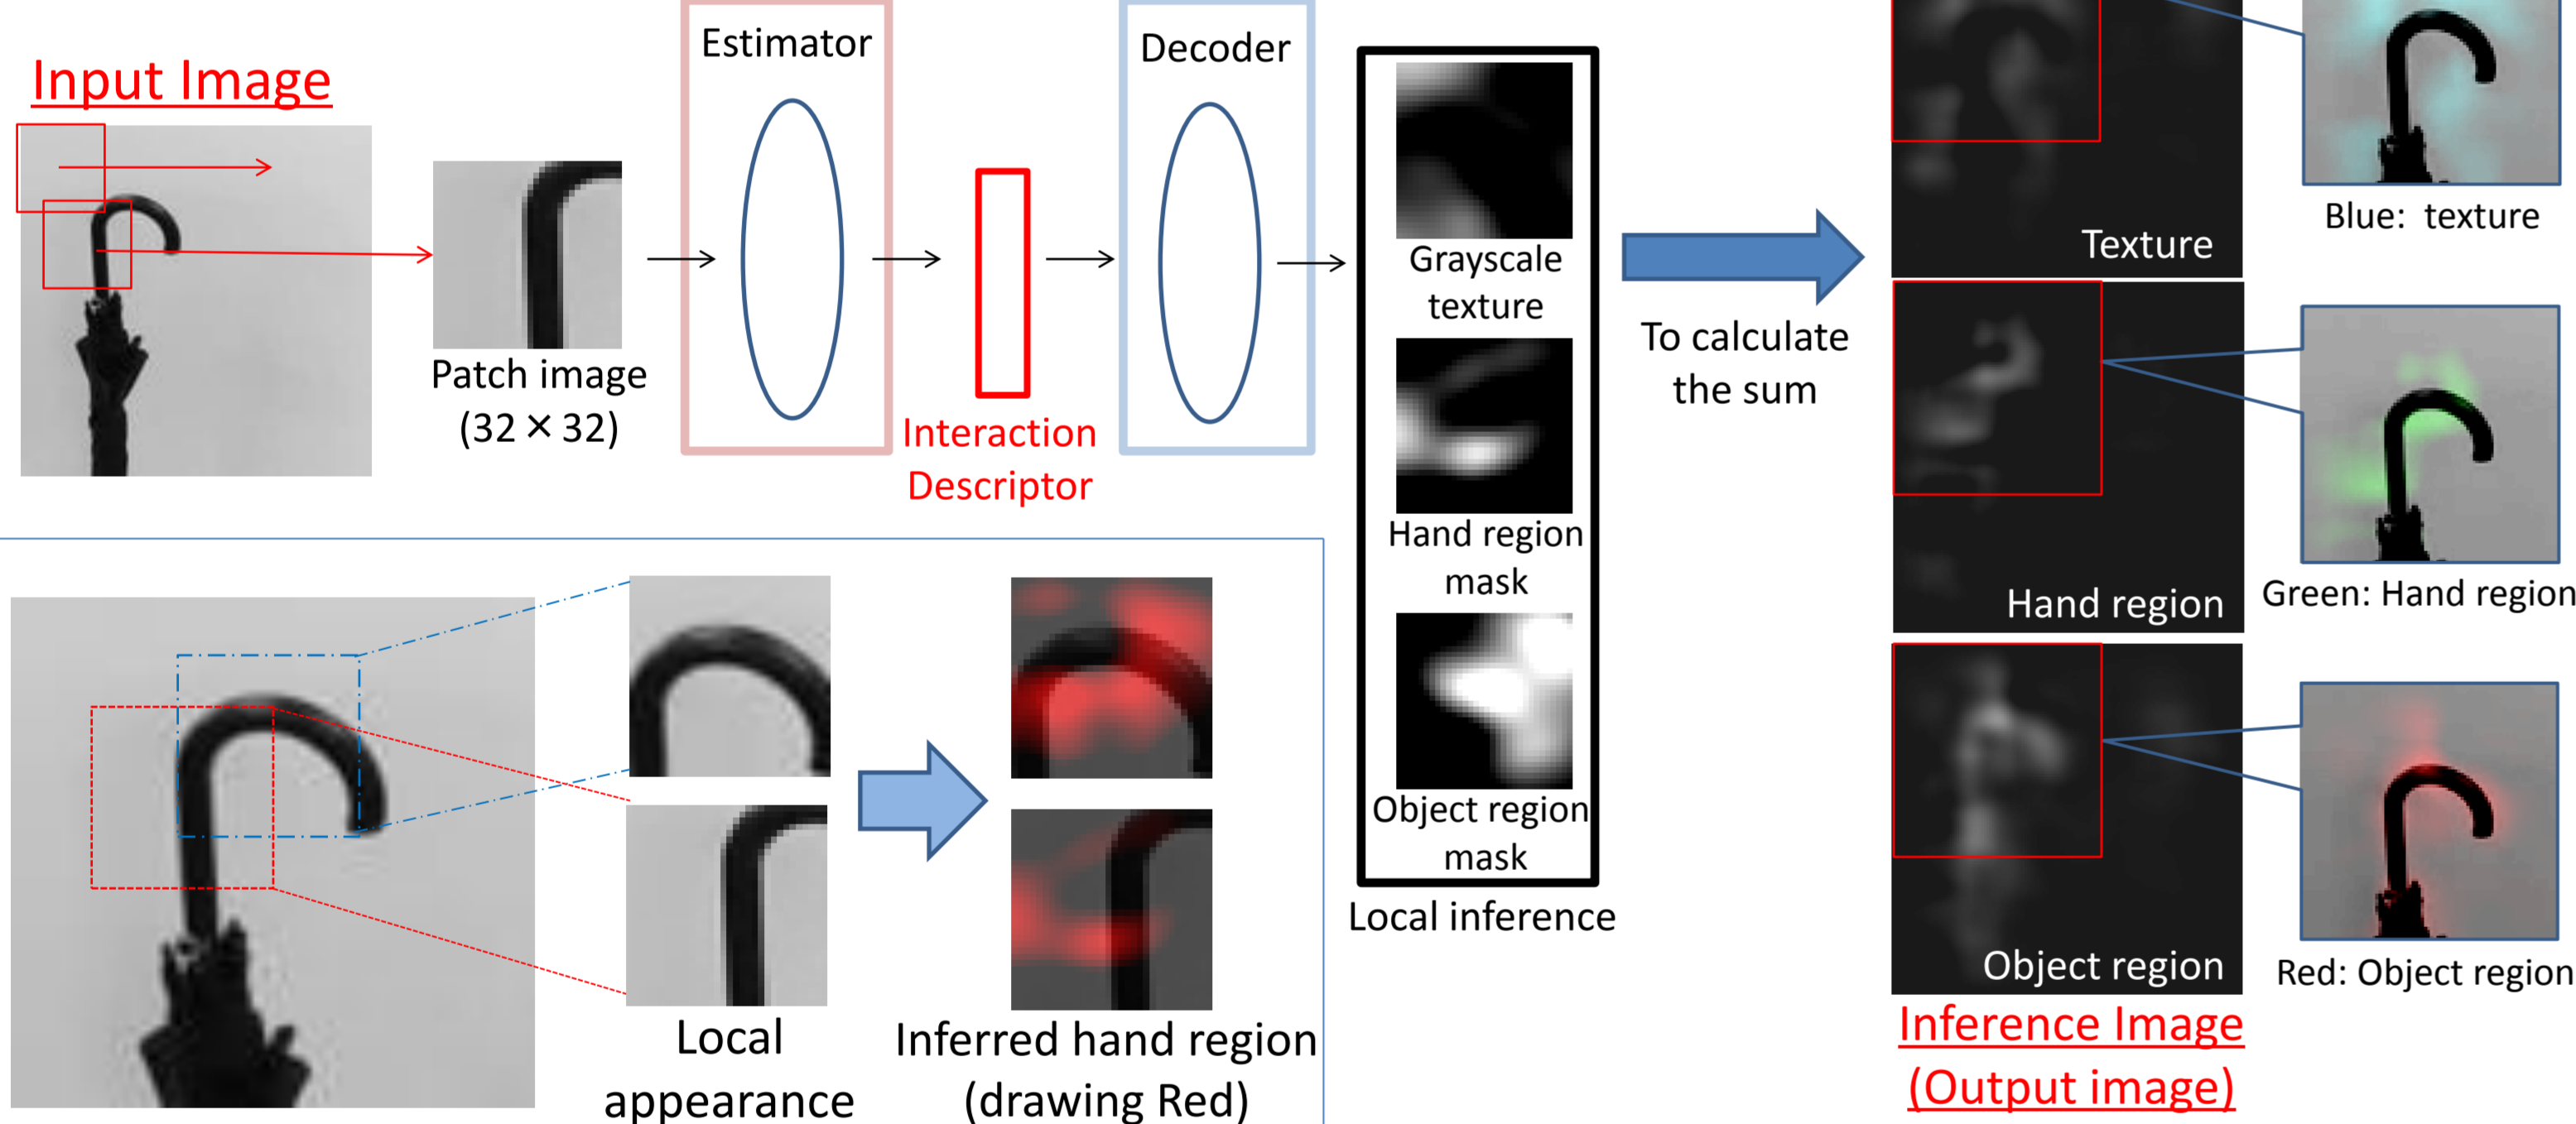 Input Image
Patch image
(32 × 32)
Estimator
Interaction
Descriptor
Decoder
Grayscale
texture
Hand region
mask
Object region
mask
Local inference
To calculate
the sum
Texture
Blue: texture
Hand region
Green: Hand region
Object region
Red: Object region
Inference Image
(Output image)
Local
appearance
Inferred hand region
(drawing Red)